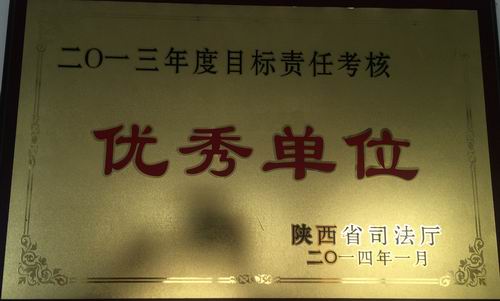 二〇一三年度目标责任考核
优秀单位
陕西省司法厅
二〇一四年一月